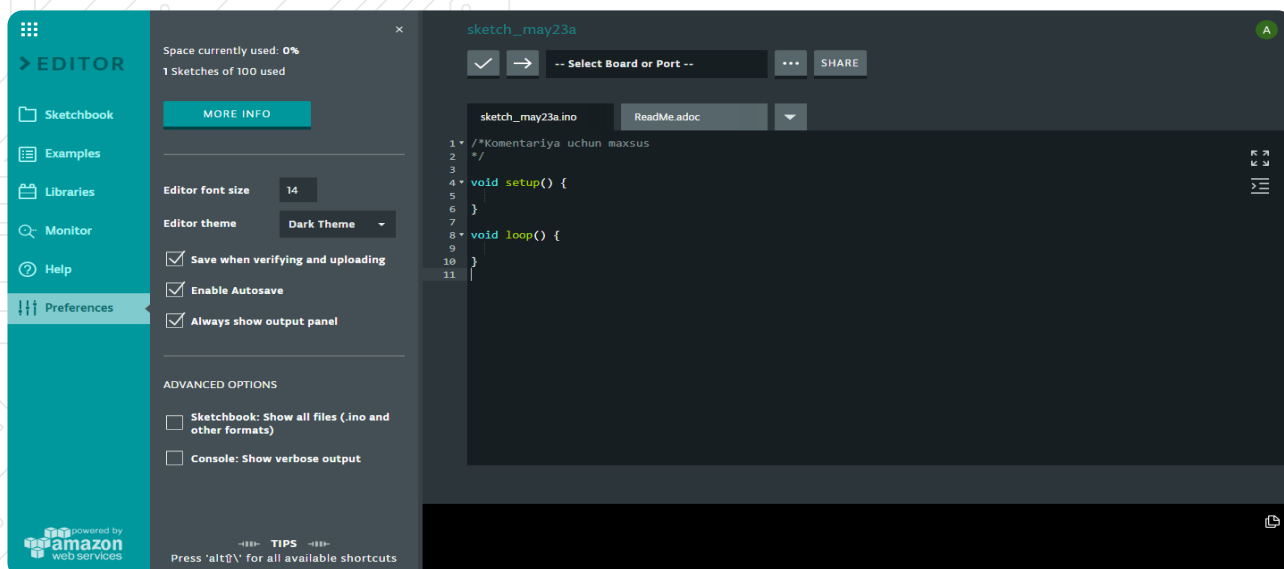 >EDITOR
Sketchbook
Examples
Libraries
Monitor
Help
Preferences
powered by
amazon
web services
×
Space currently used: 0%
1 Sketches of 100 used
MORE INFO
Editor font size 14
Editor theme Dark Theme
Save when verifying and uploading
Enable Autosave
Always show output panel
ADVANCED OPTIONS
Sketchbook: Show all files (.ino and
other formats)
Console: Show verbose output
TIPS
Press 'alt⇧\' for all available shortcuts
sketch_may23a
A
-- Select Board or Port -- ••• SHARE
sketch_may23a.ino ReadMe.adoc
1 /*Komentariya uchun maxsus
2 */
3
4 void setup() {
5
6 }
7
8 void loop() {
9
10 }
11